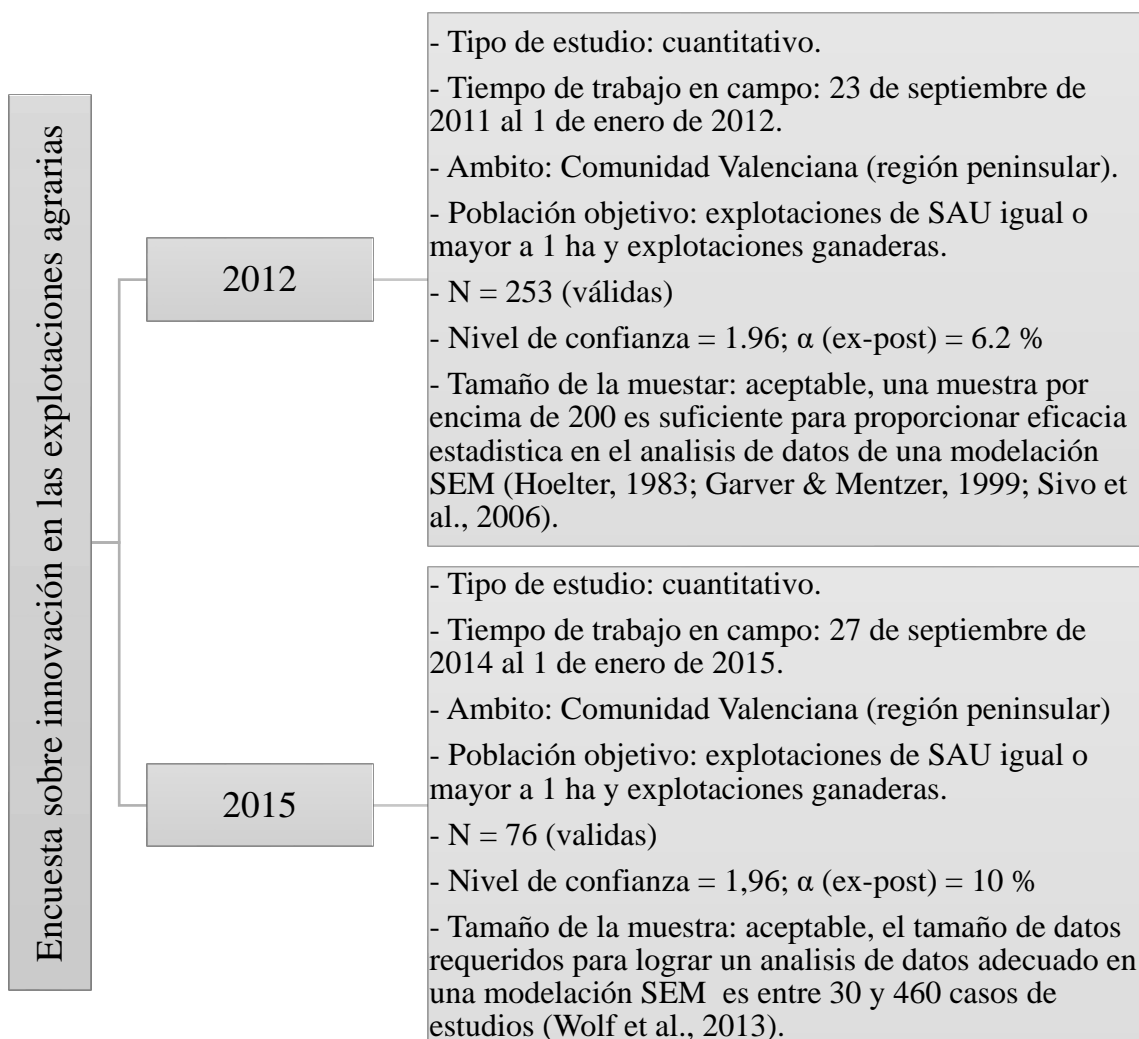 Encuesta sobre innovación en las explotaciones agrarias
2012
- Tipo de estudio: cuantitativo.
- Tiempo de trabajo en campo: 23 de septiembre de
2011 al 1 de enero de 2012.
- Ambito: Comunidad Valenciana (región peninsular).
- Población objetivo: explotaciones de SAU igual o
mayor a 1 ha y explotaciones ganaderas.
- N = 253 (válidas)
- Nivel de confianza = 1.96; α (ex-post) = 6.2 %
- Tamaño de la muestar: aceptable, una muestra por
encima de 200 es suficiente para proporcionar eficacia
estadistica en el analisis de datos de una modelación
SEM (Hoelter, 1983; Garver & Mentzer, 1999; Sivo et
al., 2006).
2015
- Tipo de estudio: cuantitativo.
- Tiempo de trabajo en campo: 27 de septiembre de
2014 al 1 de enero de 2015.
- Ambito: Comunidad Valenciana (región peninsular)
- Población objetivo: explotaciones de SAU igual o
mayor a 1 ha y explotaciones ganaderas.
- N = 76 (validas)
- Nivel de confianza = 1,96; α (ex-post) = 10 %
- Tamaño de la muestra: aceptable, el tamaño de datos
requeridos para lograr un analisis de datos adecuado en
una modelación SEM es entre 30 y 460 casos de
estudios (Wolf et al., 2013).